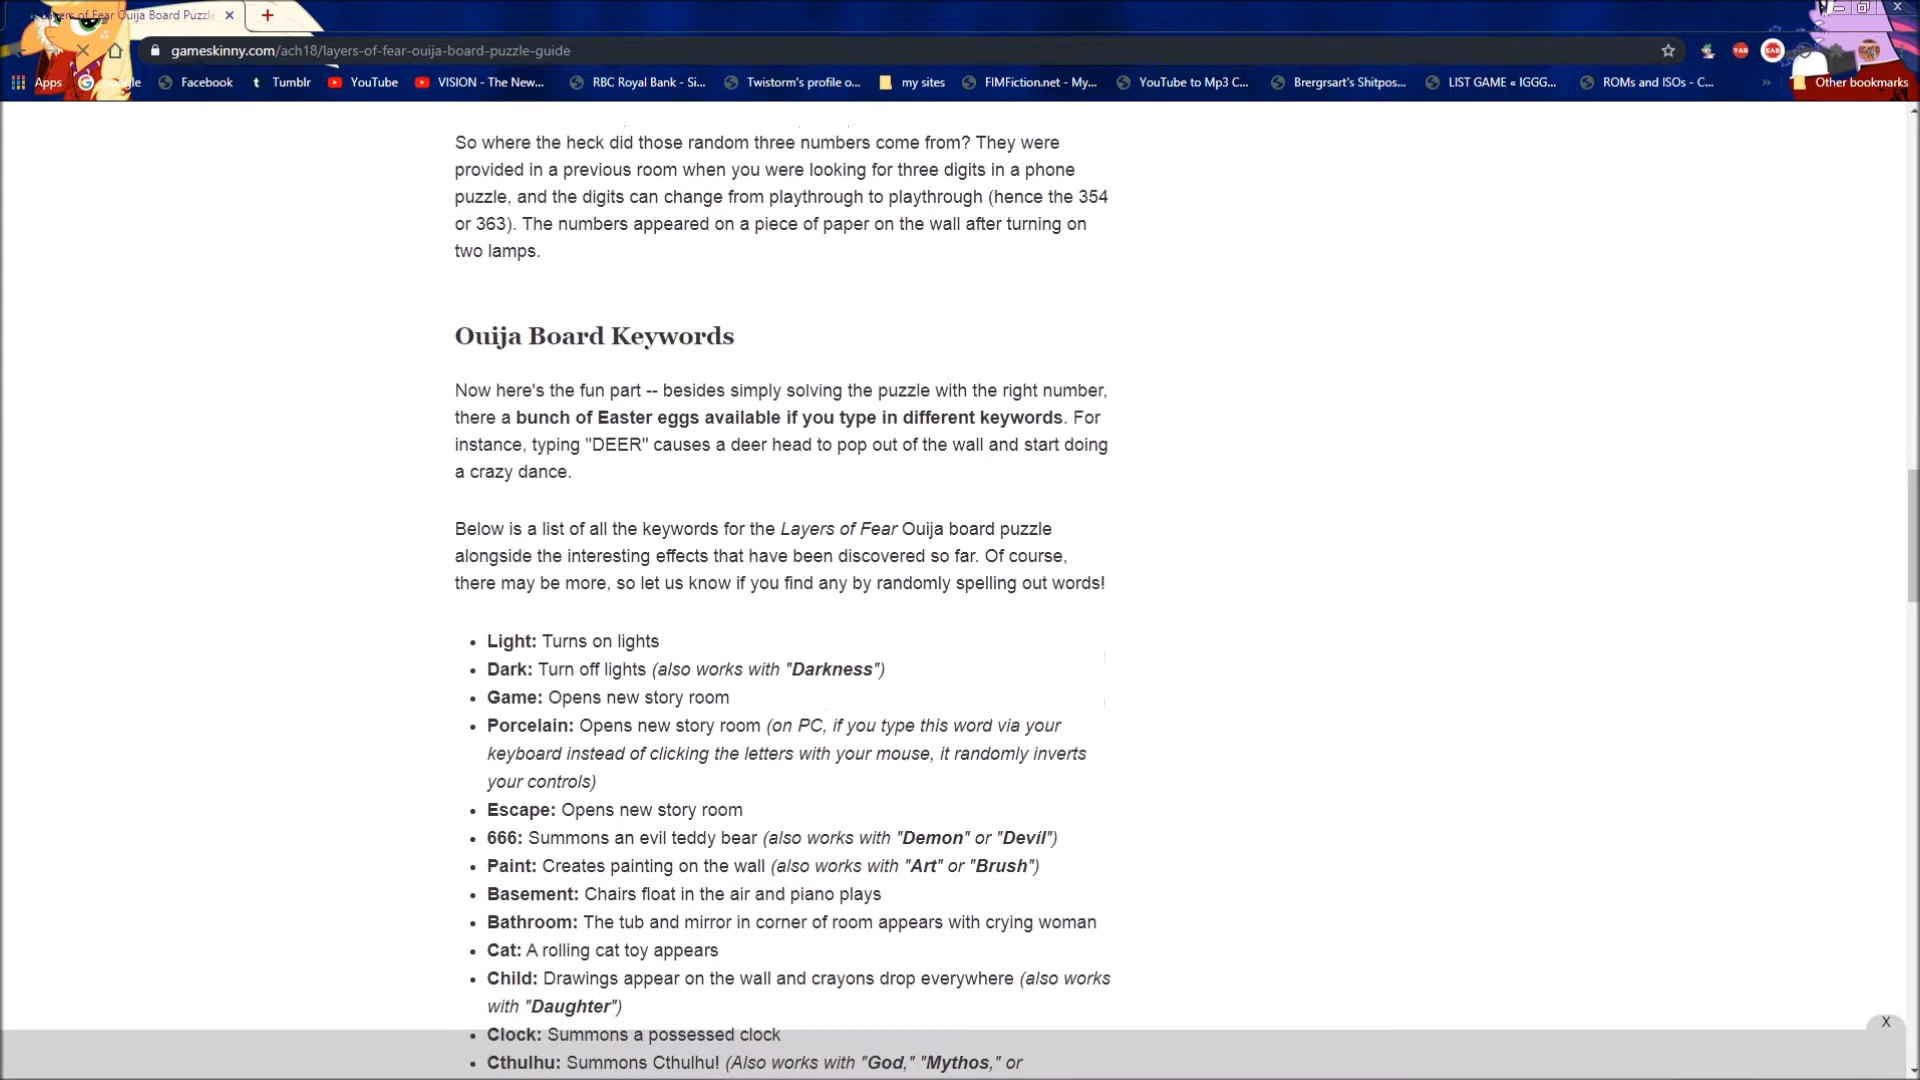 Layers of Fear Ouija Board Puzzle
gameskinny.com/ach18/layers-of-fear-ouija-board-puzzle-guide
Apps Google Facebook Tumblr YouTube VISION - The New... RBC Royal Bank - Si... Twistorm's profile o... my sites FIMFiction.net - My... YouTube to Mp3 C... Brergrsart's Shitpos... LIST GAME « IGGG... ROMs and ISOs - C... » Other bookmarks
So where the heck did those random three numbers come from? They were
provided in a previous room when you were looking for three digits in a phone
puzzle, and the digits can change from playthrough to playthrough (hence the 354
or 363). The numbers appeared on a piece of paper on the wall after turning on
two lamps.
Ouija Board Keywords
Now here's the fun part -- besides simply solving the puzzle with the right number,
there a bunch of Easter eggs available if you type in different keywords. For
instance, typing "DEER" causes a deer head to pop out of the wall and start doing
a crazy dance.
Below is a list of all the keywords for the Layers of Fear Ouija board puzzle
alongside the interesting effects that have been discovered so far. Of course,
there may be more, so let us know if you find any by randomly spelling out words!
• Light: Turns on lights
• Dark: Turn off lights (also works with "Darkness")
• Game: Opens new story room
• Porcelain: Opens new story room (on PC, if you type this word via your
keyboard instead of clicking the letters with your mouse, it randomly inverts
your controls)
• Escape: Opens new story room
• 666: Summons an evil teddy bear (also works with "Demon" or "Devil")
• Paint: Creates painting on the wall (also works with "Art" or "Brush")
• Basement: Chairs float in the air and piano plays
• Bathroom: The tub and mirror in corner of room appears with crying woman
• Cat: A rolling cat toy appears
• Child: Drawings appear on the wall and crayons drop everywhere (also works
with "Daughter")
X
• Clock: Summons a possessed clock
• Cthulhu: Summons Cthulhu! (Also works with "God," "Mythos," or